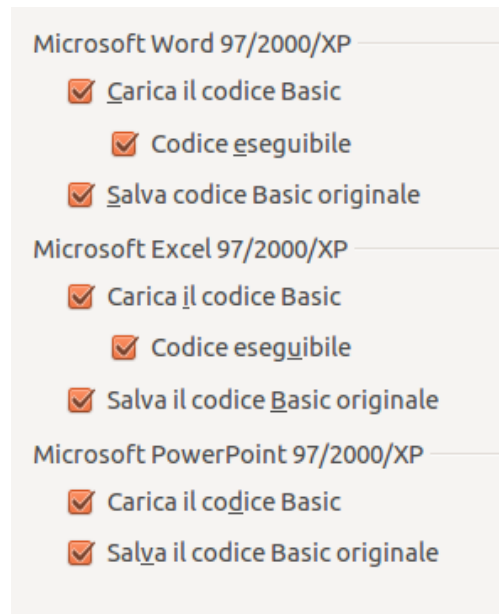 Microsoft Word 97/2000/XP
Carica il codice Basic
Codice eseguibile
Salva codice Basic originale
Microsoft Excel 97/2000/XP
Carica il codice Basic
Codice eseguibile
Salva il codice Basic originale
Microsoft PowerPoint 97/2000/XP
Carica il codice Basic
Salva il codice Basic originale